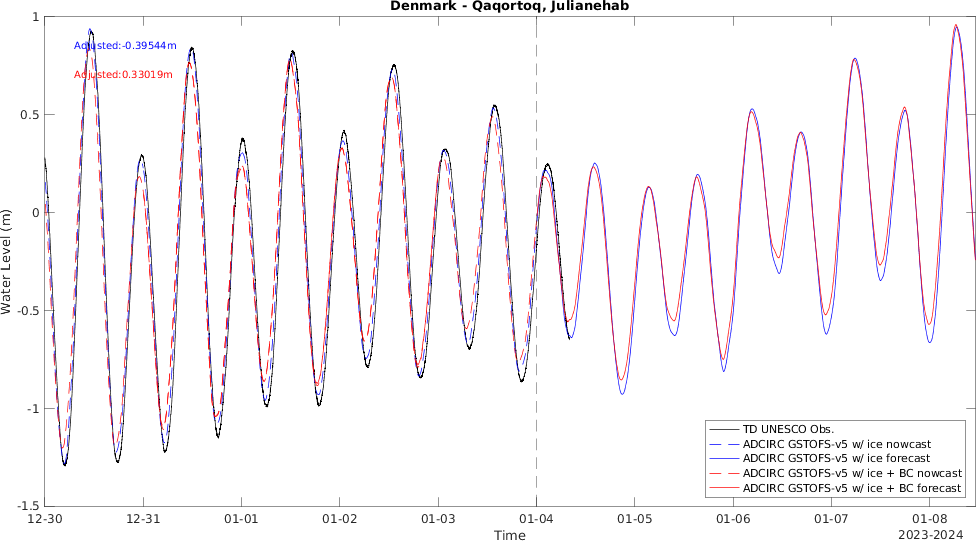 Denmark - Qaqortoq, Julianehab
Adjusted:-0.39544m
Adjusted:0.33019m
1
0.5
0
-0.5
-1
-1.5
Water Level (m)
TD UNESCO Obs.
ADCIRC GSTOFS-v5 w/ ice nowcast
ADCIRC GSTOFS-v5 w/ ice forecast
ADCIRC GSTOFS-v5 w/ ice + BC nowcast
ADCIRC GSTOFS-v5 w/ ice + BC forecast
12-30 12-31 01-01 01-02 01-03 01-04 01-05 01-06 01-07 01-08
Time
2023-2024